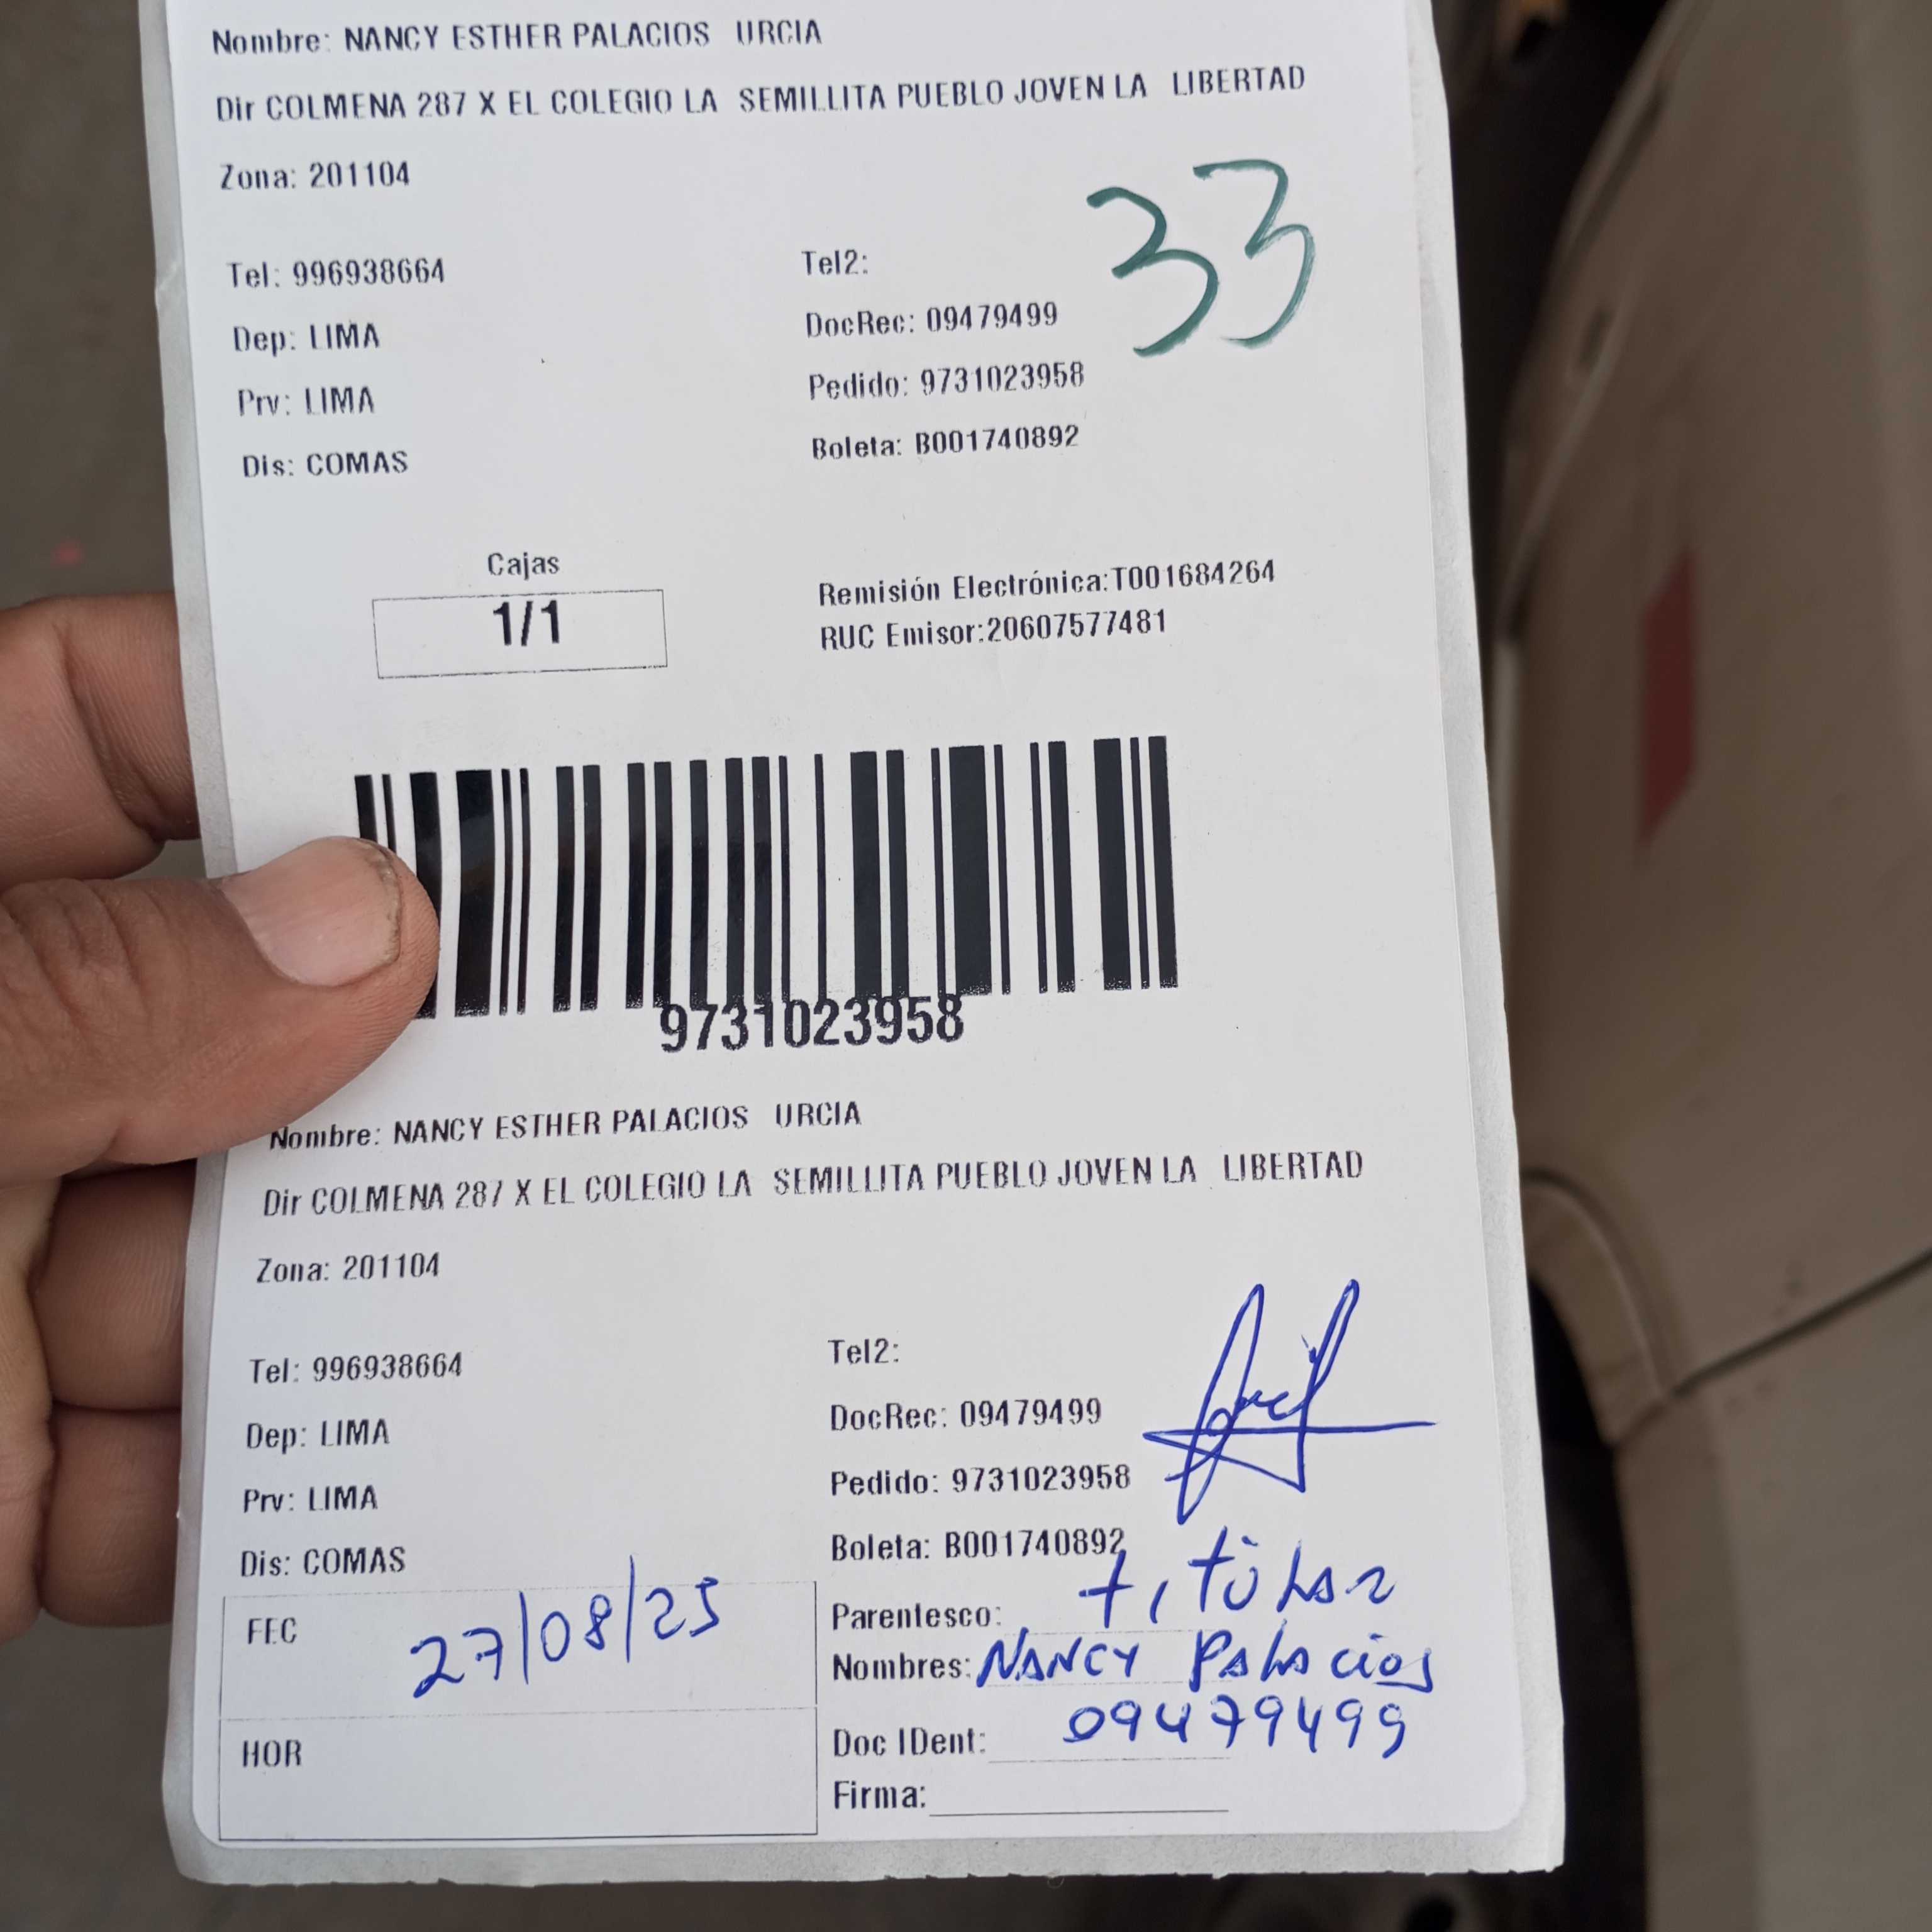 Nombre: NANCY ESTHER PALACIOS URCIA
Dir COLMENA 287 X EL COLEGIO LA SEMILLITA PUEBLO JOVEN LA LIBERTAD
Zona: 201104
33
Tel: 996938664
Tel2:
Dep: LIMA
DocRec: 09479499
Prv: LIMA
Pedido: 9731023958
Dis: COMAS
Boleta: B001740892
Cajas
1/1
Remisión Electrónica:T001684264
RUC Emisor:20607577481
9731023958
Nombre: NANCY ESTHER PALACIOS URCIA
Dir COLMENA 287 X EL COLEGIO LA SEMILLITA PUEBLO JOVEN LA LIBERTAD
Zona: 201104
Tel: 996938664
Tel2:
Dep: LIMA
DocRec: 09479499
Prv: LIMA
Pedido: 9731023958
Dis: COMAS
Boleta: B001740892
FEC 27/08/25
Parentesco: titular
Nombres: NANCY Palacios
HOR
Doc IDent: 09479499
Firma: